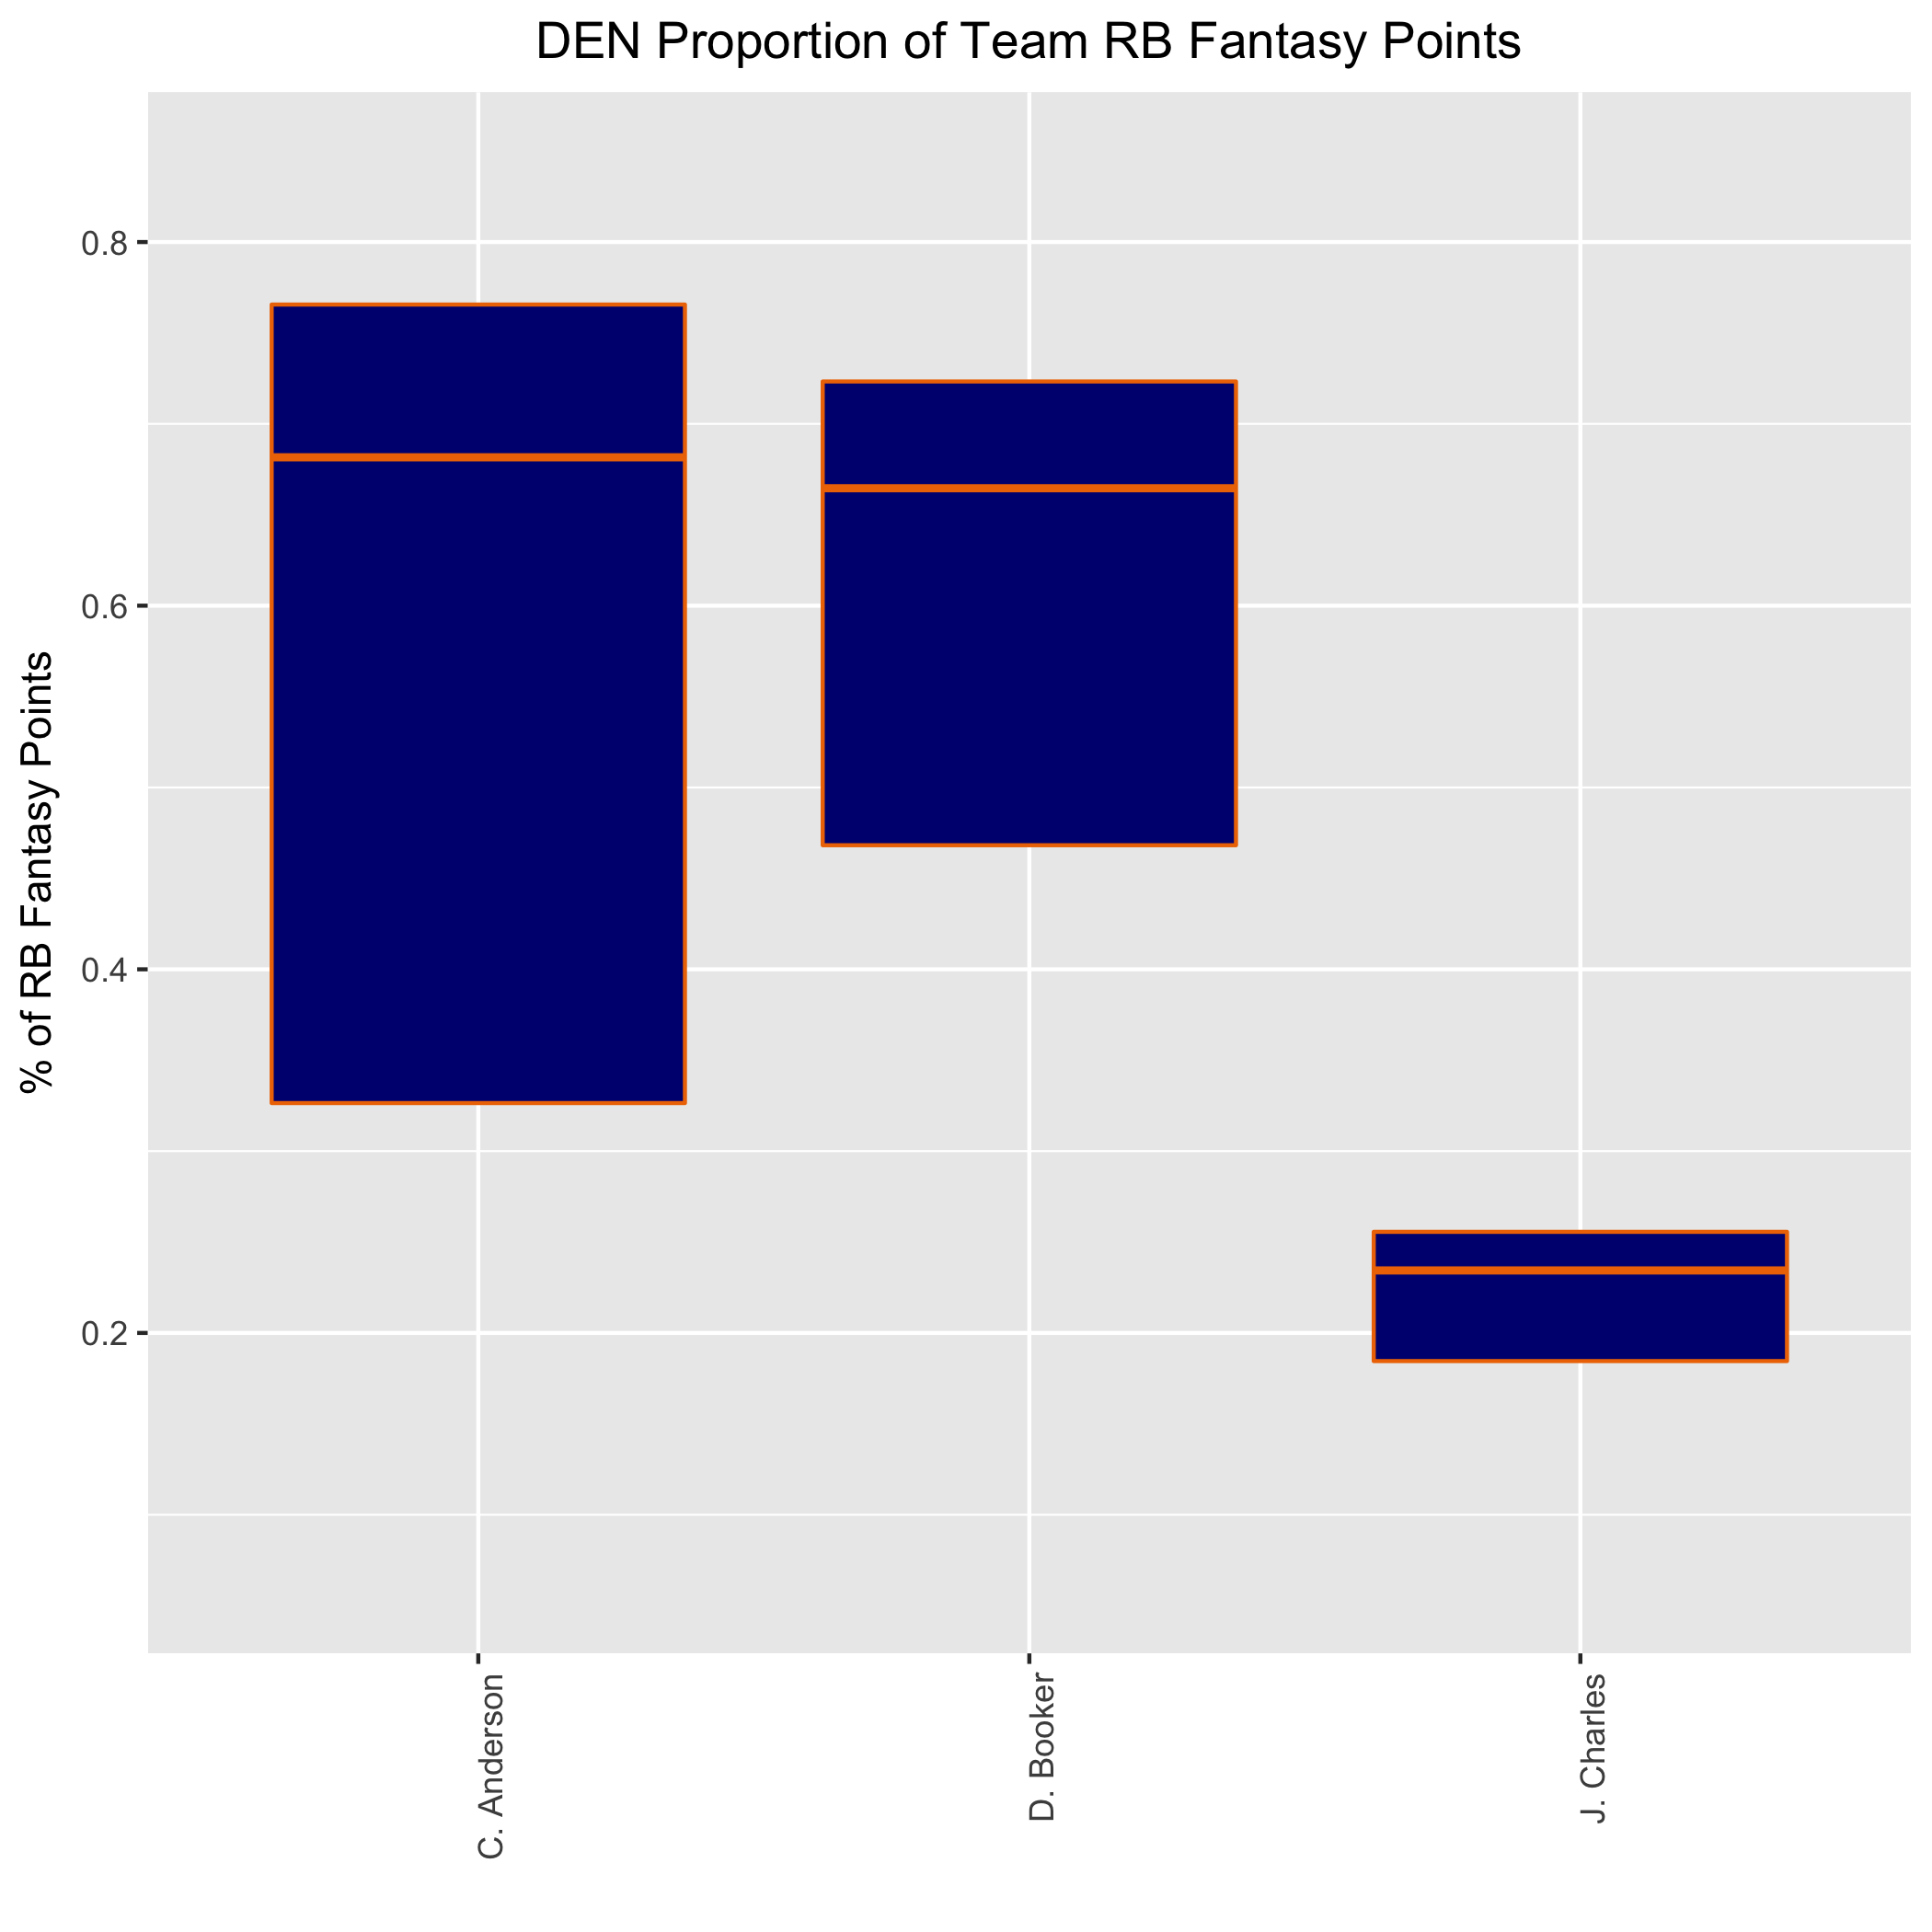 DEN Proportion of Team RB Fantasy Points
% of RB Fantasy Points
0.8
0.6
0.4
0.2
C. Anderson
D. Booker
J. Charles